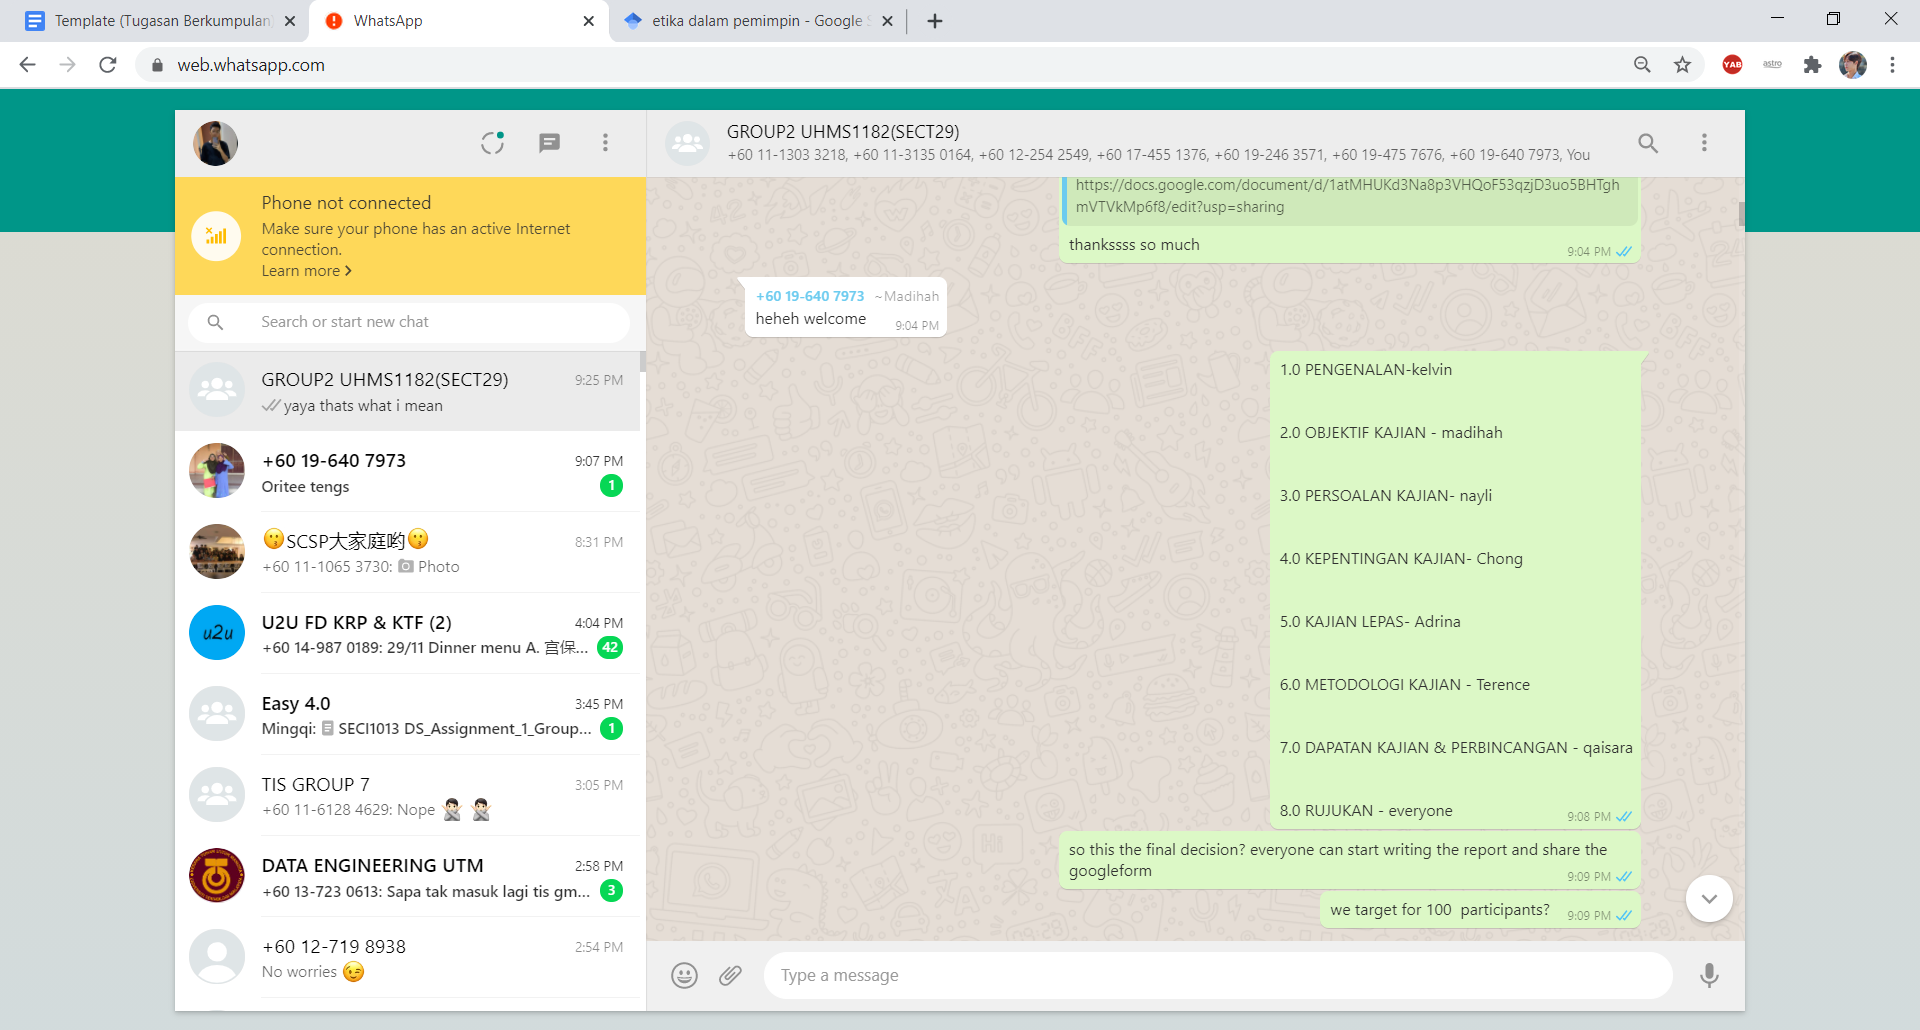 Template (Tugasan Berkumpulan)
WhatsApp
etika dalam pemimpin - Google S
web.whatsapp.com
YAB
astro
Phone not connected
Make sure your phone has an active Internet
connection.
Learn more
Search or start new chat
GROUP2 UHMS1182(SECT29)
9:25 PM
yaya thats what i mean
+60 19-640 7973
9:07 PM
Oritee tengs
1
SCSP大家庭哟
8:31 PM
+60 11-1065 3730: Photo
u2u
U2U FD KRP & KTF (2)
4:04 PM
+60 14-987 0189: 29/11 Dinner menu A. 宫保...
42
Easy 4.0
3:45 PM
Mingqi: SECI1013 DS_Assignment_1_Group...
1
TIS GROUP 7
3:05 PM
+60 11-6128 4629: Nope
DATA ENGINEERING UTM
2:58 PM
+60 13-723 0613: Sapa tak masuk lagi tis gm...
3
+60 12-719 8938
2:54 PM
No worries
GROUP2 UHMS1182(SECT29)
+60 11-1303 3218, +60 11-3135 0164, +60 12-254 2549, +60 17-455 1376, +60 19-246 3571, +60 19-475 7676, +60 19-640 7973, You
https://docs.google.com/document/d/1atMHUKd3Na8p3VHQoF53qzjD3uo5BHTgh
mVTVkMp6f8/edit?usp=sharing
thankssss so much
9:04 PM
+60 19-640 7973 ~Madihah
heheh welcome
9:04 PM
1.0 PENGENALAN-kelvin
2.0 OBJEKTIF KAJIAN - madihah
3.0 PERSOALAN KAJIAN- nayli
4.0 KEPENTINGAN KAJIAN- Chong
5.0 KAJIAN LEPAS- Adrina
6.0 METODOLOGI KAJIAN - Terence
7.0 DAPATAN KAJIAN & PERBINCANGAN - qaisara
8.0 RUJUKAN - everyone
9:08 PM
so this the final decision? everyone can start writing the report and share the
googleform
9:09 PM
we target for 100 participants?
9:09 PM
Type a message